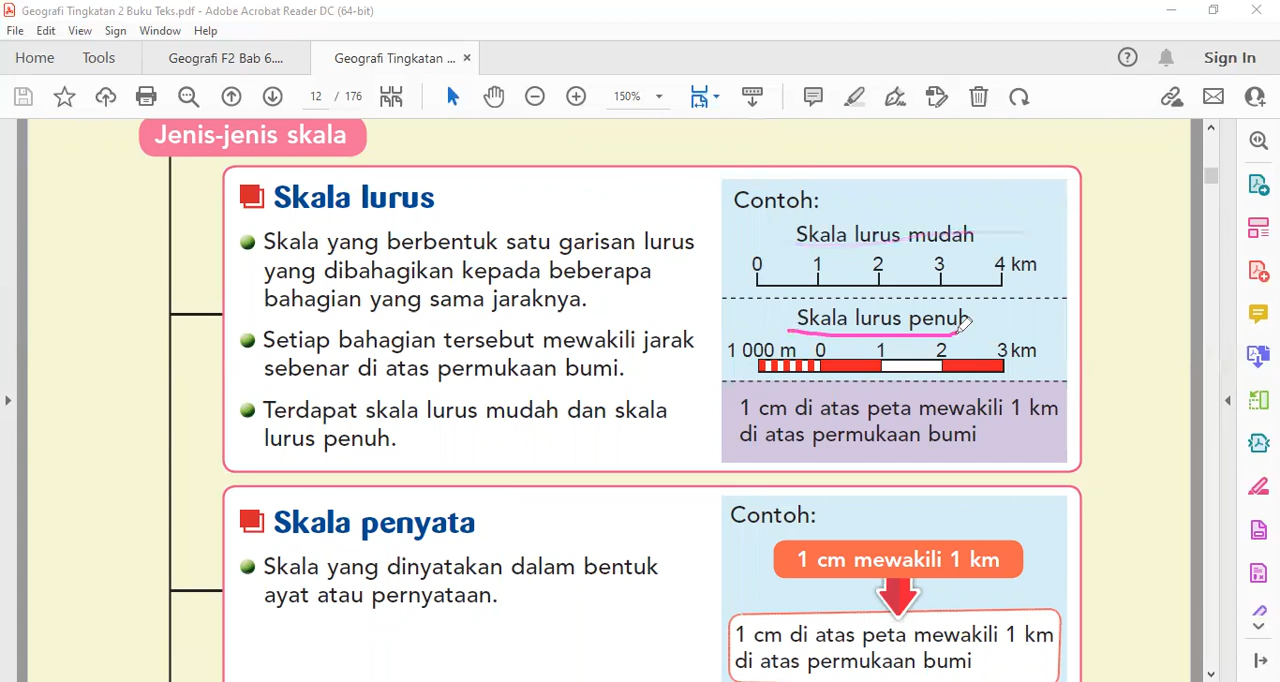 Geografi Tingkatan 2 Buku Teks.pdf - Adobe Acrobat Reader DC (64-bit)
File Edit View Sign Window Help
Home Tools Geografi F2 Bab 6.... Geografi Tingkatan ... × Sign In
12 / 176 150%
Jenis-jenis skala
Skala lurus
Skala yang berbentuk satu garisan lurus
yang dibahagikan kepada beberapa
bahagian yang sama jaraknya.
Setiap bahagian tersebut mewakili jarak
sebenar di atas permukaan bumi.
Terdapat skala lurus mudah dan skala
lurus penuh.
Contoh:
Skala lurus mudah
0 1 2 3 4 km
Skala lurus penuh
1 000 m 0 1 2 3 km
1 cm di atas peta mewakili 1 km
di atas permukaan bumi
Skala penyata
Skala yang dinyatakan dalam bentuk
ayat atau pernyataan.
Contoh:
1 cm mewakili 1 km
1 cm di atas peta mewakili 1 km
di atas permukaan bumi